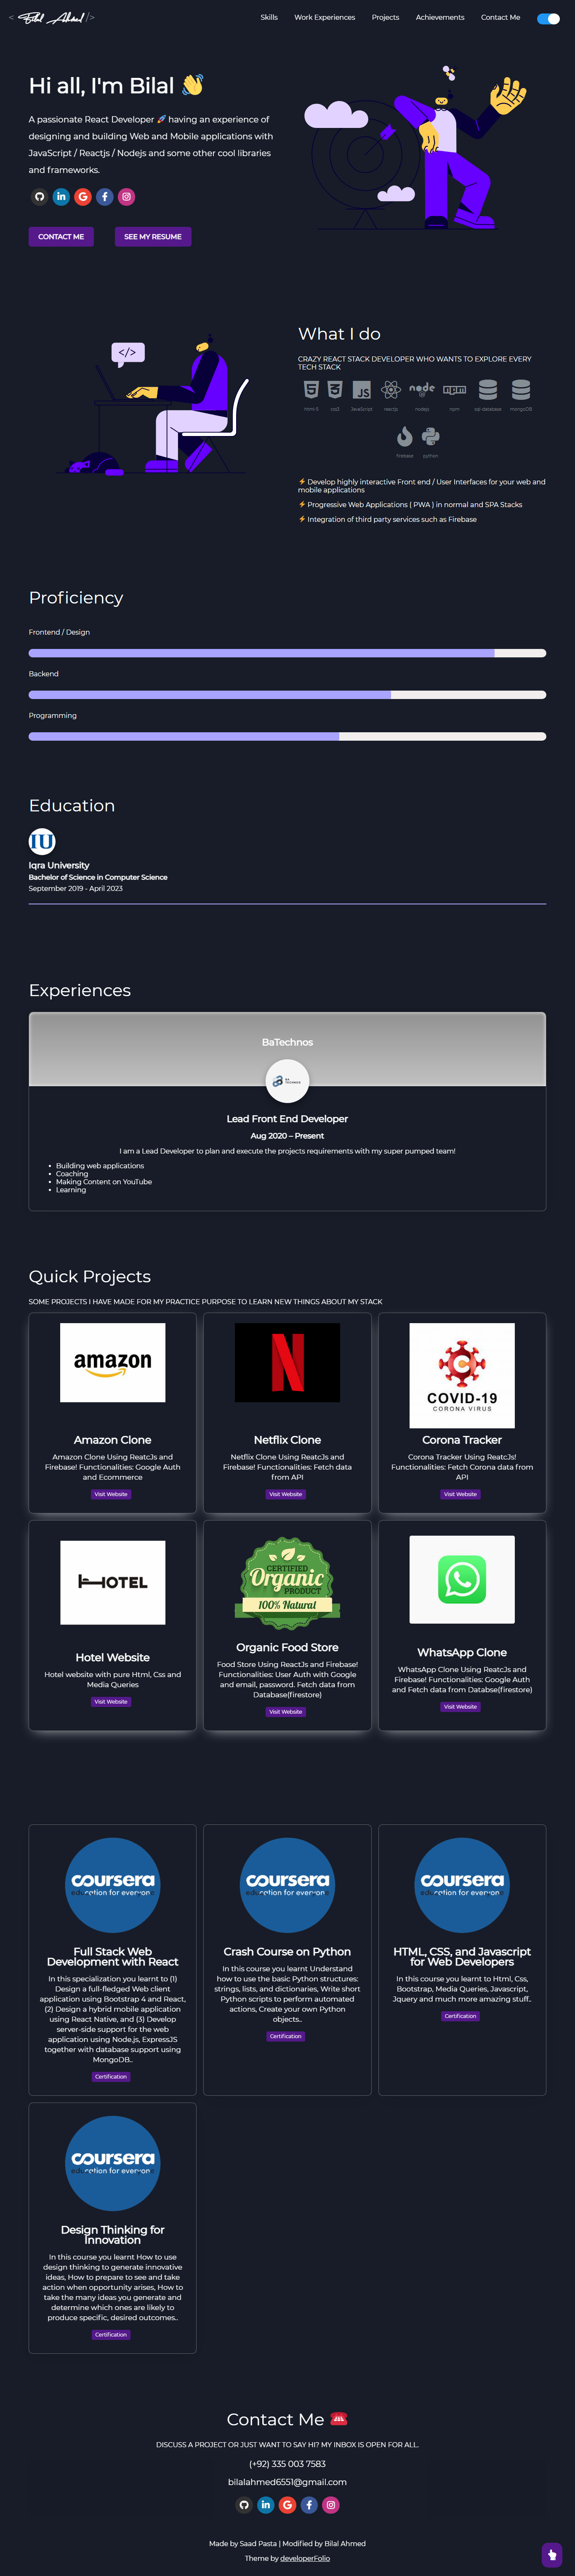 < Bilal Ahmed />
Skills
Work Experiences
Projects
Achievements
Contact Me
Hi all, I'm Bilal 👋
A passionate React Developer 🚀 having an experience of
designing and building Web and Mobile applications with
JavaScript / Reactjs / Nodejs and some other cool libraries
and frameworks.
CONTACT ME
SEE MY RESUME
</>
What I do
CRAZY REACT STACK DEVELOPER WHO WANTS TO EXPLORE EVERY
TECH STACK
html-5
css3
JavaScript
reactjs
nodejs
npm
sql-database
mongoDB
firebase
python
⚡ Develop highly interactive Front end / User Interfaces for your web and
mobile applications
⚡ Progressive Web Applications ( PWA ) in normal and SPA Stacks
⚡ Integration of third party services such as Firebase
Proficiency
Frontend / Design
Backend
Programming
Education
IU
Iqra University
Bachelor of Science in Computer Science
September 2019 - April 2023
Experiences
BaTechnos
Lead Front End Developer
Aug 2020 – Present
I am a Lead Developer to plan and execute the projects requirements with my super pumped team!
• Building web applications
• Coaching
• Making Content on YouTube
• Learning
Quick Projects
SOME PROJECTS I HAVE MADE FOR MY PRACTICE PURPOSE TO LEARN NEW THINGS ABOUT MY STACK
amazon
Amazon Clone
Amazon Clone Using ReatcJs and
Firebase! Functionalities: Google Auth
and Ecommerce
Visit Website
N
Netflix Clone
Netflix Clone Using ReatcJs and
Firebase! Functionalities: Fetch data
from API
Visit Website
COVID-19
CORONA VIRUS
Corona Tracker
Corona Tracker Using ReatcJs!
Functionalities: Fetch Corona data from
API
Visit Website
HOTEL
Hotel Website
Hotel website with pure Html, Css and
Media Queries
Visit Website
CERTIFIED
Organic
PRODUCT
100% Natural
Organic Food Store
Food Store Using ReactJs and Firebase!
Functionalities: User Auth with Google
and email, password. Fetch data from
Database(firestore)
Visit Website
WhatsApp Clone
WhatsApp Clone Using ReatcJs and
Firebase! Functionalities: Google Auth
and Fetch data from Databse(firestore)
Visit Website
coursera
education for everyone
Full Stack Web
Development with React
In this specialization you learnt to (1)
Design a full-fledged Web client
application using Bootstrap 4 and React,
(2) Design a hybrid mobile application
using React Native, and (3) Develop
server-side support for the web
application using Node.js, ExpressJS
together with database support using
MongoDB..
Certification
coursera
education for everyone
Crash Course on Python
In this course you learnt Understand
how to use the basic Python structures:
strings, lists, and dictionaries, Write short
Python scripts to perform automated
actions, Create your own Python
objects..
Certification
coursera
education for everyone
HTML, CSS, and Javascript
for Web Developers
In this course you learnt to Html, Css,
Bootstrap, Media Queries, Javascript,
Jquery and much more amazing stuff..
Certification
coursera
education for everyone
Design Thinking for
Innovation
In this course you learnt How to use
design thinking to generate innovative
ideas, How to prepare to see and take
action when opportunity arises, How to
take the many ideas you generate and
determine which ones are likely to
produce specific, desired outcomes..
Certification
Contact Me ☎️
DISCUSS A PROJECT OR JUST WANT TO SAY HI? MY INBOX IS OPEN FOR ALL.
(+92) 335 003 7583
bilalahmed6551@gmail.com
Made by Saad Pasta | Modified by Bilal Ahmed
Theme by developerFolio